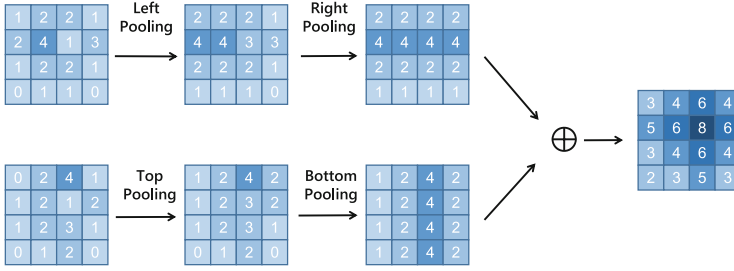 1 2 2 1
2 4 1 3
1 2 2 1
0 1 1 0
Left
Pooling
2 2 2 1
4 4 3 3
2 2 2 1
1 1 1 0
Right
Pooling
2 2 2 2
4 4 4 4
2 2 2 2
1 1 1 1
0 2 4 1
1 2 1 2
1 2 3 1
0 1 2 0
Top
Pooling
1 2 4 2
1 2 3 2
1 2 3 1
0 1 2 0
Bottom
Pooling
1 2 4 2
1 2 4 2
1 2 4 2
1 2 4 2
3 4 6 4
5 6 8 6
3 4 6 4
2 3 5 3